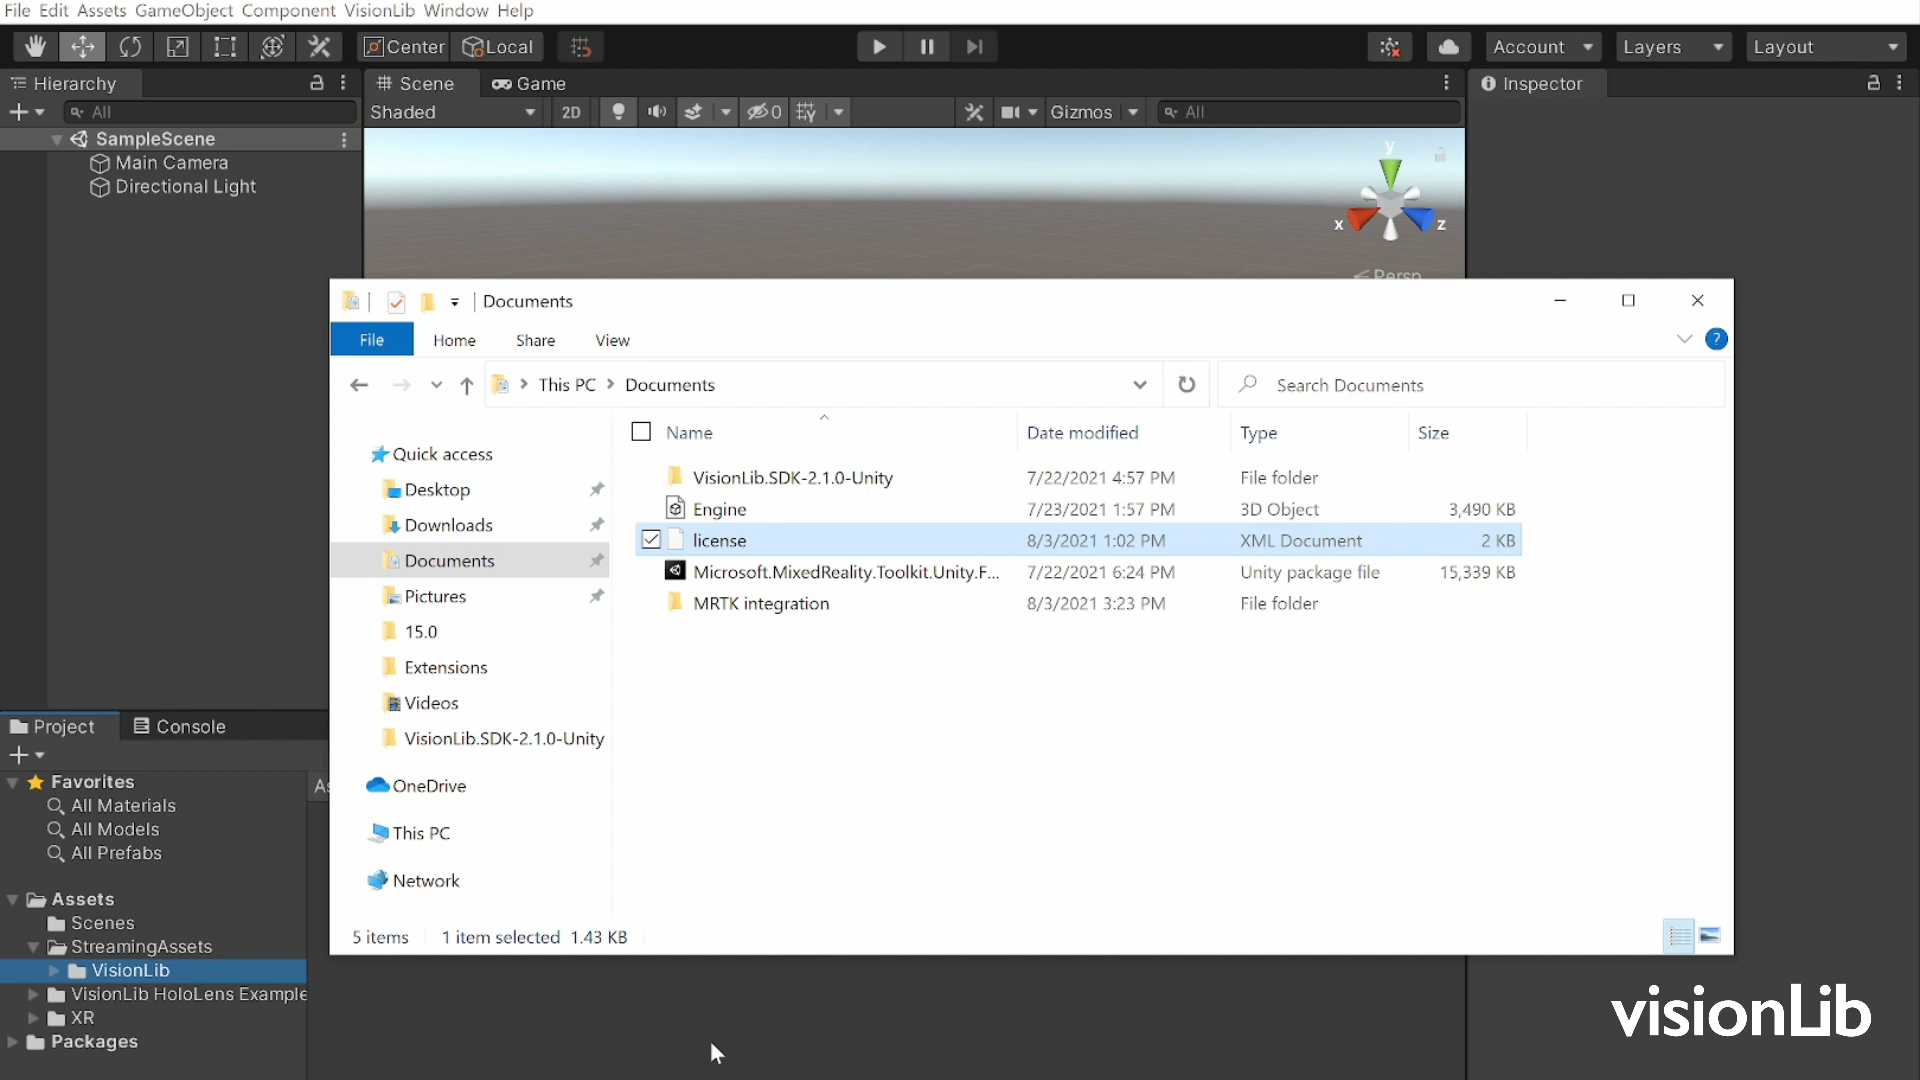 File Edit Assets GameObject Component VisionLib Window Help
Center Local Account Layers Layout
Hierarchy Scene Game Inspector
All Shaded 2D 0 Gizmos All
SampleScene
Main Camera
Directional Light
y
x z
Persp
Documents
File Home Share View ?
This PC Documents Search Documents
Name Date modified Type Size
Quick access
Desktop
Downloads
Documents
Pictures
15.0
Extensions
Videos
VisionLib.SDK-2.1.0-Unity
OneDrive
This PC
Network
VisionLib.SDK-2.1.0-Unity 7/22/2021 4:57 PM File folder
Engine 7/23/2021 1:57 PM 3D Object 3,490 KB
license 8/3/2021 1:02 PM XML Document 2 KB
Microsoft.MixedReality.Toolkit.Unity.F... 7/22/2021 6:24 PM Unity package file 15,339 KB
MRTK integration 8/3/2021 3:23 PM File folder
5 items 1 item selected 1.43 KB
Project Console
Favorites
All Materials
All Models
All Prefabs
As
Assets
Scenes
StreamingAssets
VisionLib
VisionLib HoloLens Example
XR
Packages
visionLib